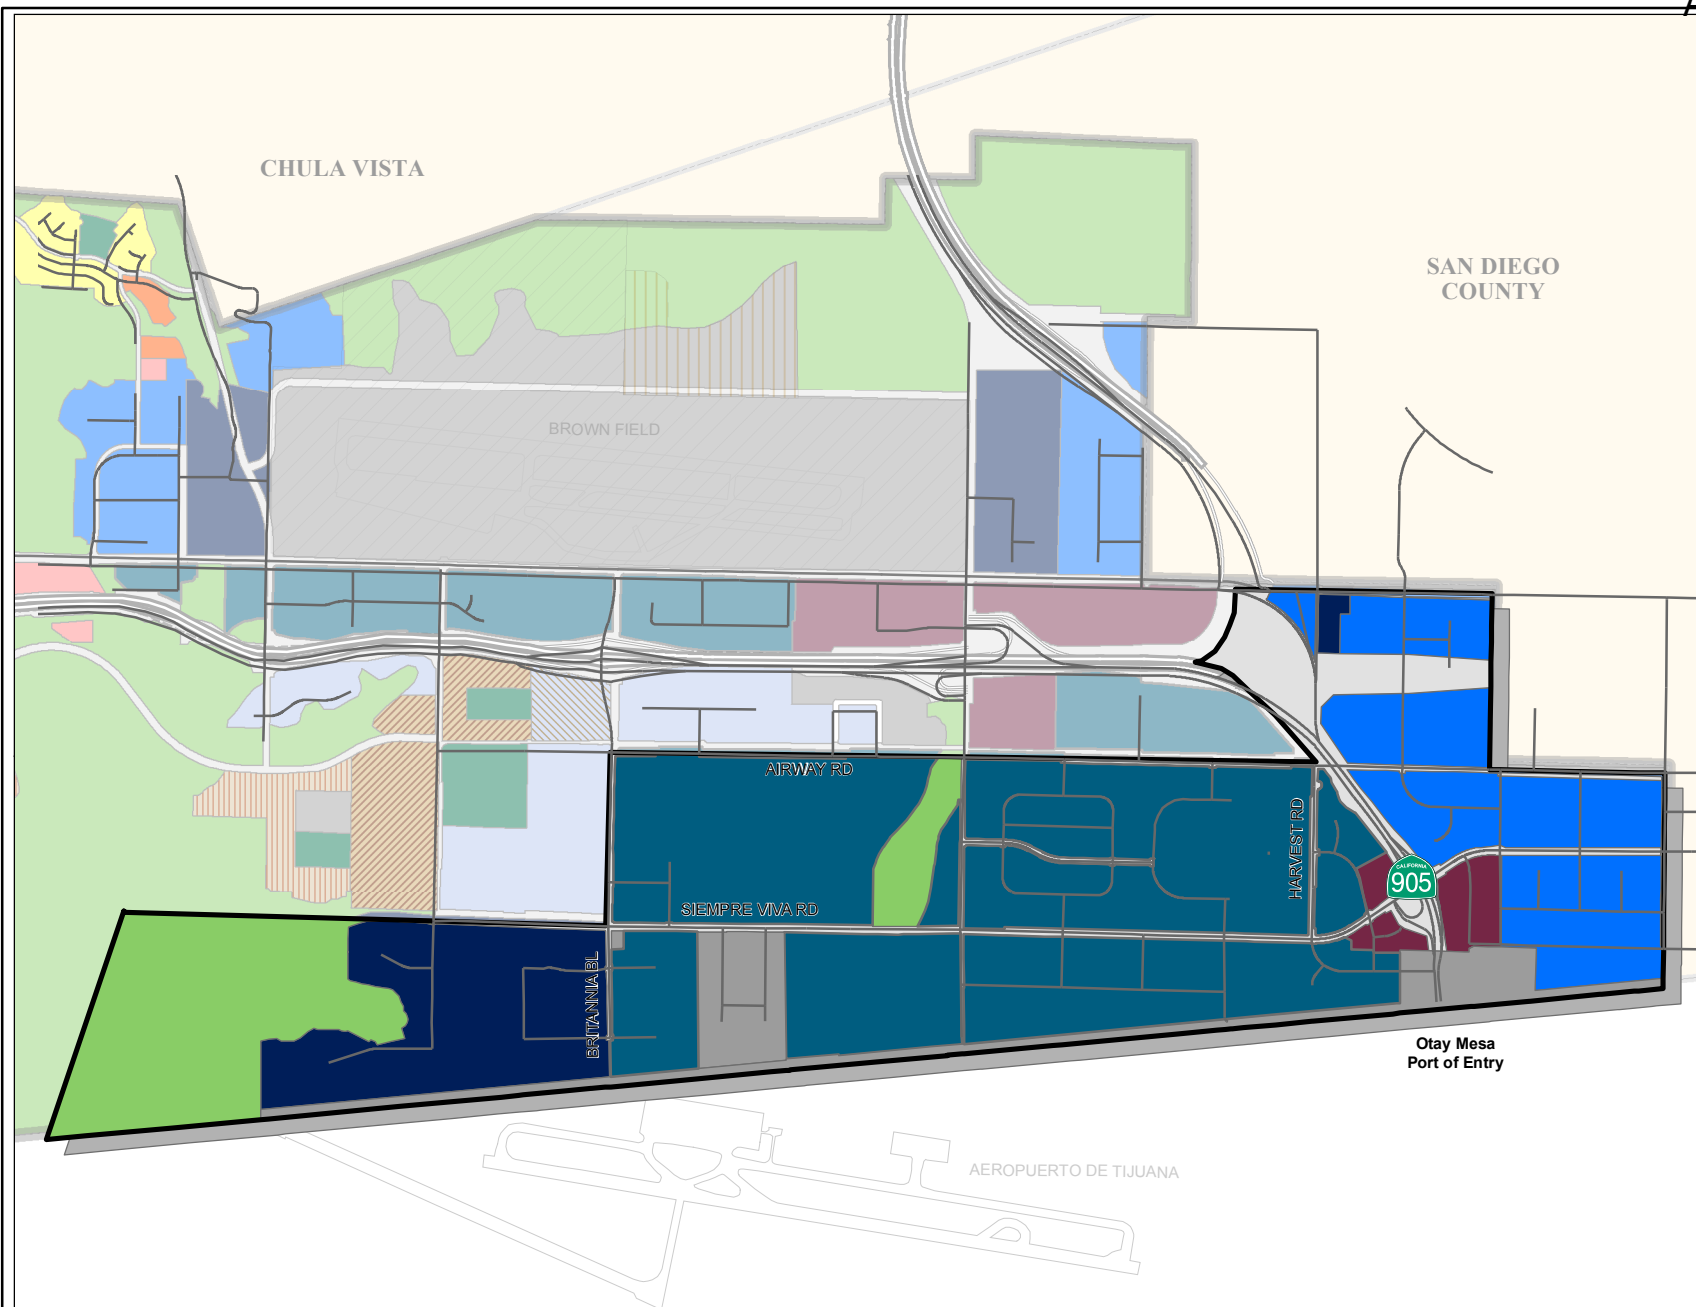 CHULA VISTA
SAN DIEGO
COUNTY
BROWN FIELD
AIRWAY RD
HARVEST RD
CALIFORNIA
905
SIEMPRE VIVA RD
BRITANNIA BL
Otay Mesa
Port of Entry
AEROPUERTO DE TIJUANA